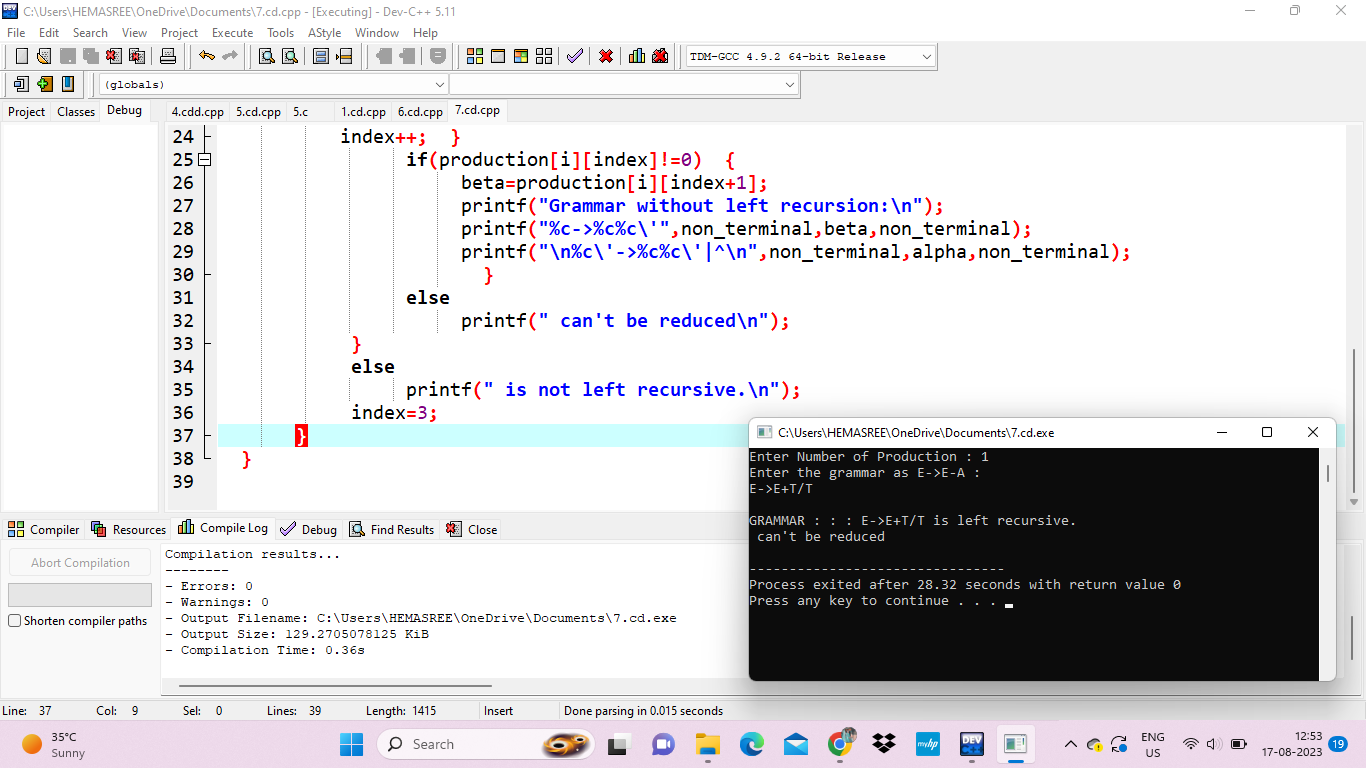 C:\Users\HEMASREE\OneDrive\Documents\7.cd.cpp - [Executing] - Dev-C++ 5.11
File Edit Search View Project Execute Tools AStyle Window Help
TDM-GCC 4.9.2 64-bit Release
(globals)
Project Classes Debug 4.cdd.cpp 5.cd.cpp 5.c 1.cd.cpp 6.cd.cpp 7.cd.cpp
24 index++; }
25 if(production[i][index]!=0) {
26 beta=production[i][index+1];
27 printf("Grammar without left recursion:\n");
28 printf("%c->%c%c\'",non_terminal,beta,non_terminal);
29 printf("\n%c\'->%c%c\'|^\n",non_terminal,alpha,non_terminal);
30 }
31 else
32 printf(" can't be reduced\n");
33 }
34 else
35 printf(" is not left recursive.\n");
36 index=3;
37 }
38 }
39
C:\Users\HEMASREE\OneDrive\Documents\7.cd.exe
Enter Number of Production : 1
Enter the grammar as E->E-A :
E->E+T/T
GRAMMAR : : : E->E+T/T is left recursive.
can't be reduced
--------------------------------
Process exited after 28.32 seconds with return value 0
Press any key to continue . . .
Compiler Resources Compile Log Debug Find Results Close
Abort Compilation
Shorten compiler paths
Compilation results...
--------
- Errors: 0
- Warnings: 0
- Output Filename: C:\Users\HEMASREE\OneDrive\Documents\7.cd.exe
- Output Size: 129.2705078125 KiB
- Compilation Time: 0.36s
Line: 37 Col: 9 Sel: 0 Lines: 39 Length: 1415 Insert Done parsing in 0.015 seconds
35°C
Sunny
Search
DEV
myhp
DEV
ENG
US
12:53
17-08-2023
19